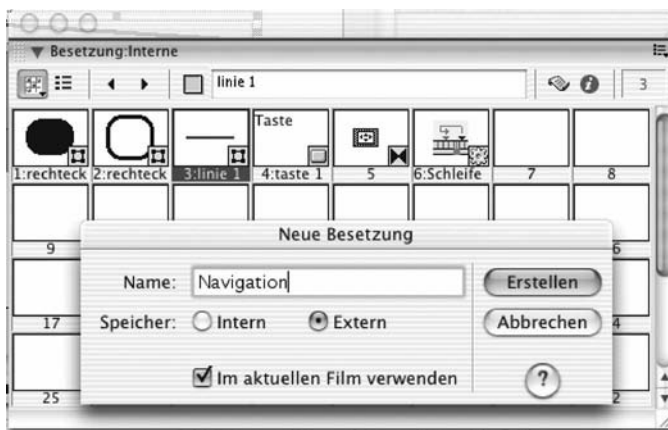 Besetzung:Interne
linie 1
3
Taste
1:rechteck 2:rechteck 3:linie 1 4:taste 1 5 6:Schleife 7 8
Neue Besetzung
9 6
Name: Navigation Erstellen
17 Speicher: Intern Extern Abbrechen 4
Im aktuellen Film verwenden ?
25 2